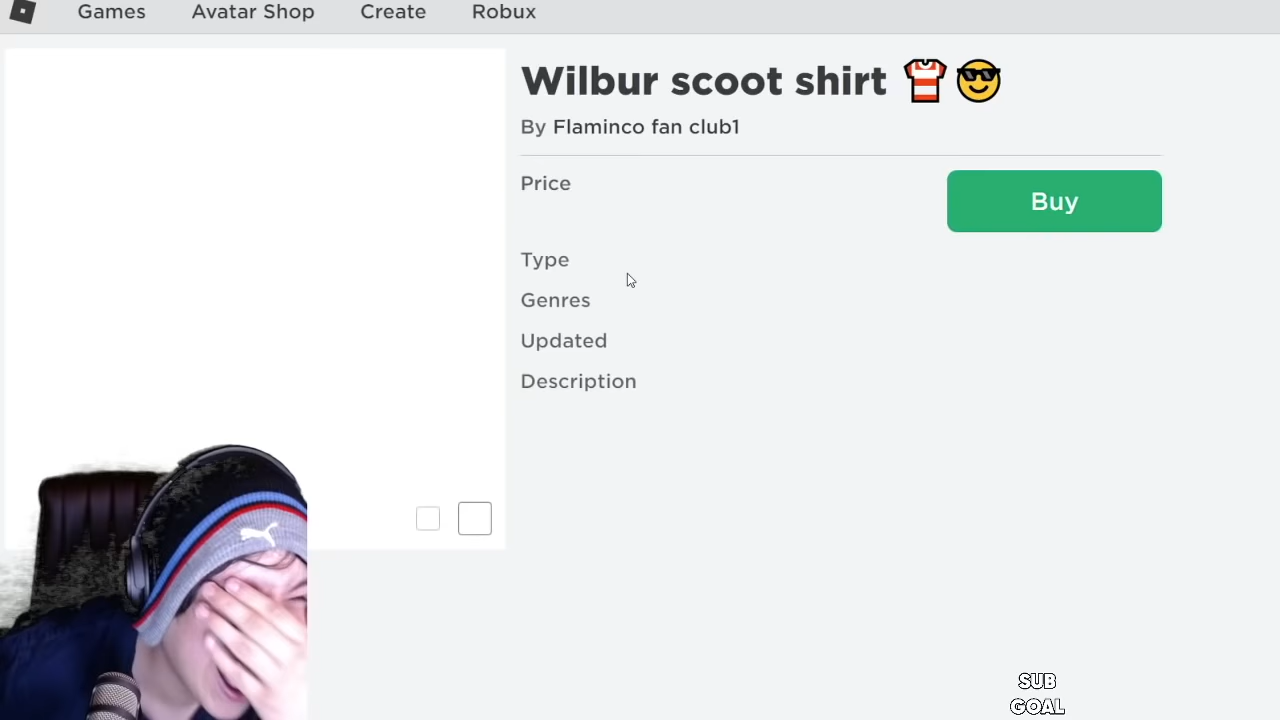 Games Avatar Shop Create Robux
Wilbur scoot shirt 👕😎
By Flaminco fan club1
Price
Buy
Type
Genres
Updated
Description
SUB
GOAL